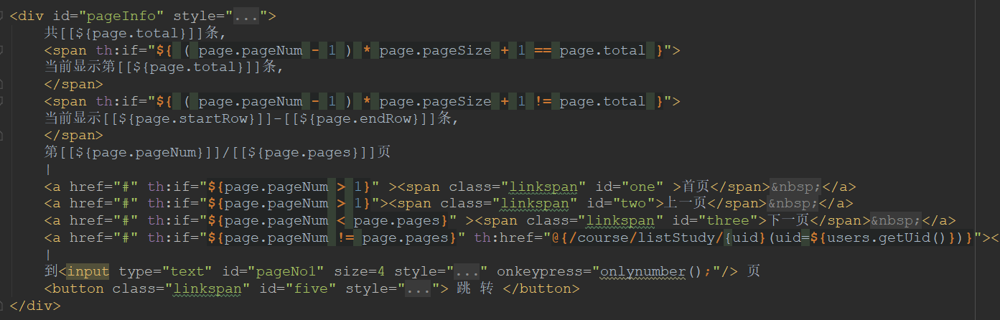 <div id="pageInfo" style="...">
共[[${page.total}]]条,
<span th:if="${ ( page.pageNum - 1 ) * page.pageSize + 1 == page.total }">
当前显示第[[${page.total}]]条,
</span>
<span th:if="${ ( page.pageNum - 1 ) * page.pageSize + 1 != page.total }">
当前显示[[${page.startRow}]]-[[${page.endRow}]]条,
</span>
第[[${page.pageNum}]]/[[${page.pages}]]页
|
<a href="#" th:if="${page.pageNum > 1}" ><span class="linkspan" id="one" >首页</span>&nbsp;</a>
<a href="#" th:if="${page.pageNum > 1}"><span class="linkspan" id="two">上一页</span>&nbsp;</a>
<a href="#" th:if="${page.pageNum < page.pages}" ><span class="linkspan" id="three">下一页</span>&nbsp;</a>
<a href="#" th:if="${page.pageNum != page.pages}" th:href="@{/course/listStudy/{uid}(uid=${users.getUid()})}"><
|
到<input type="text" id="pageNo1" size=4 style="..." onkeypress="onlynumber();"/> 页
<button class="linkspan" id="five" style="..."> 跳 转 </button>
</div>